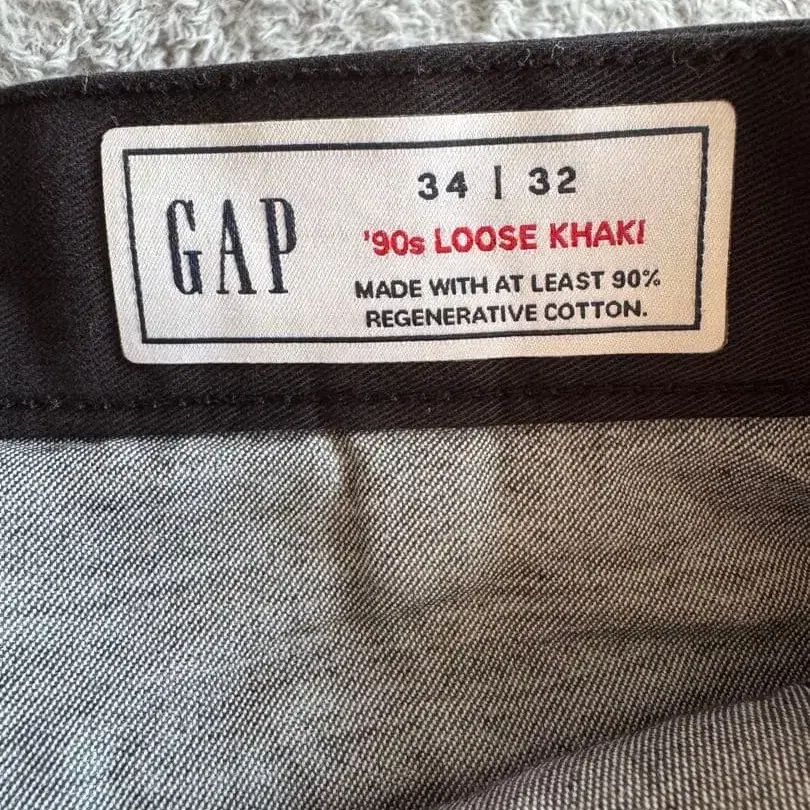 GAP
34 | 32
'90s LOOSE KHAKI
MADE WITH AT LEAST 90%
REGENERATIVE COTTON.